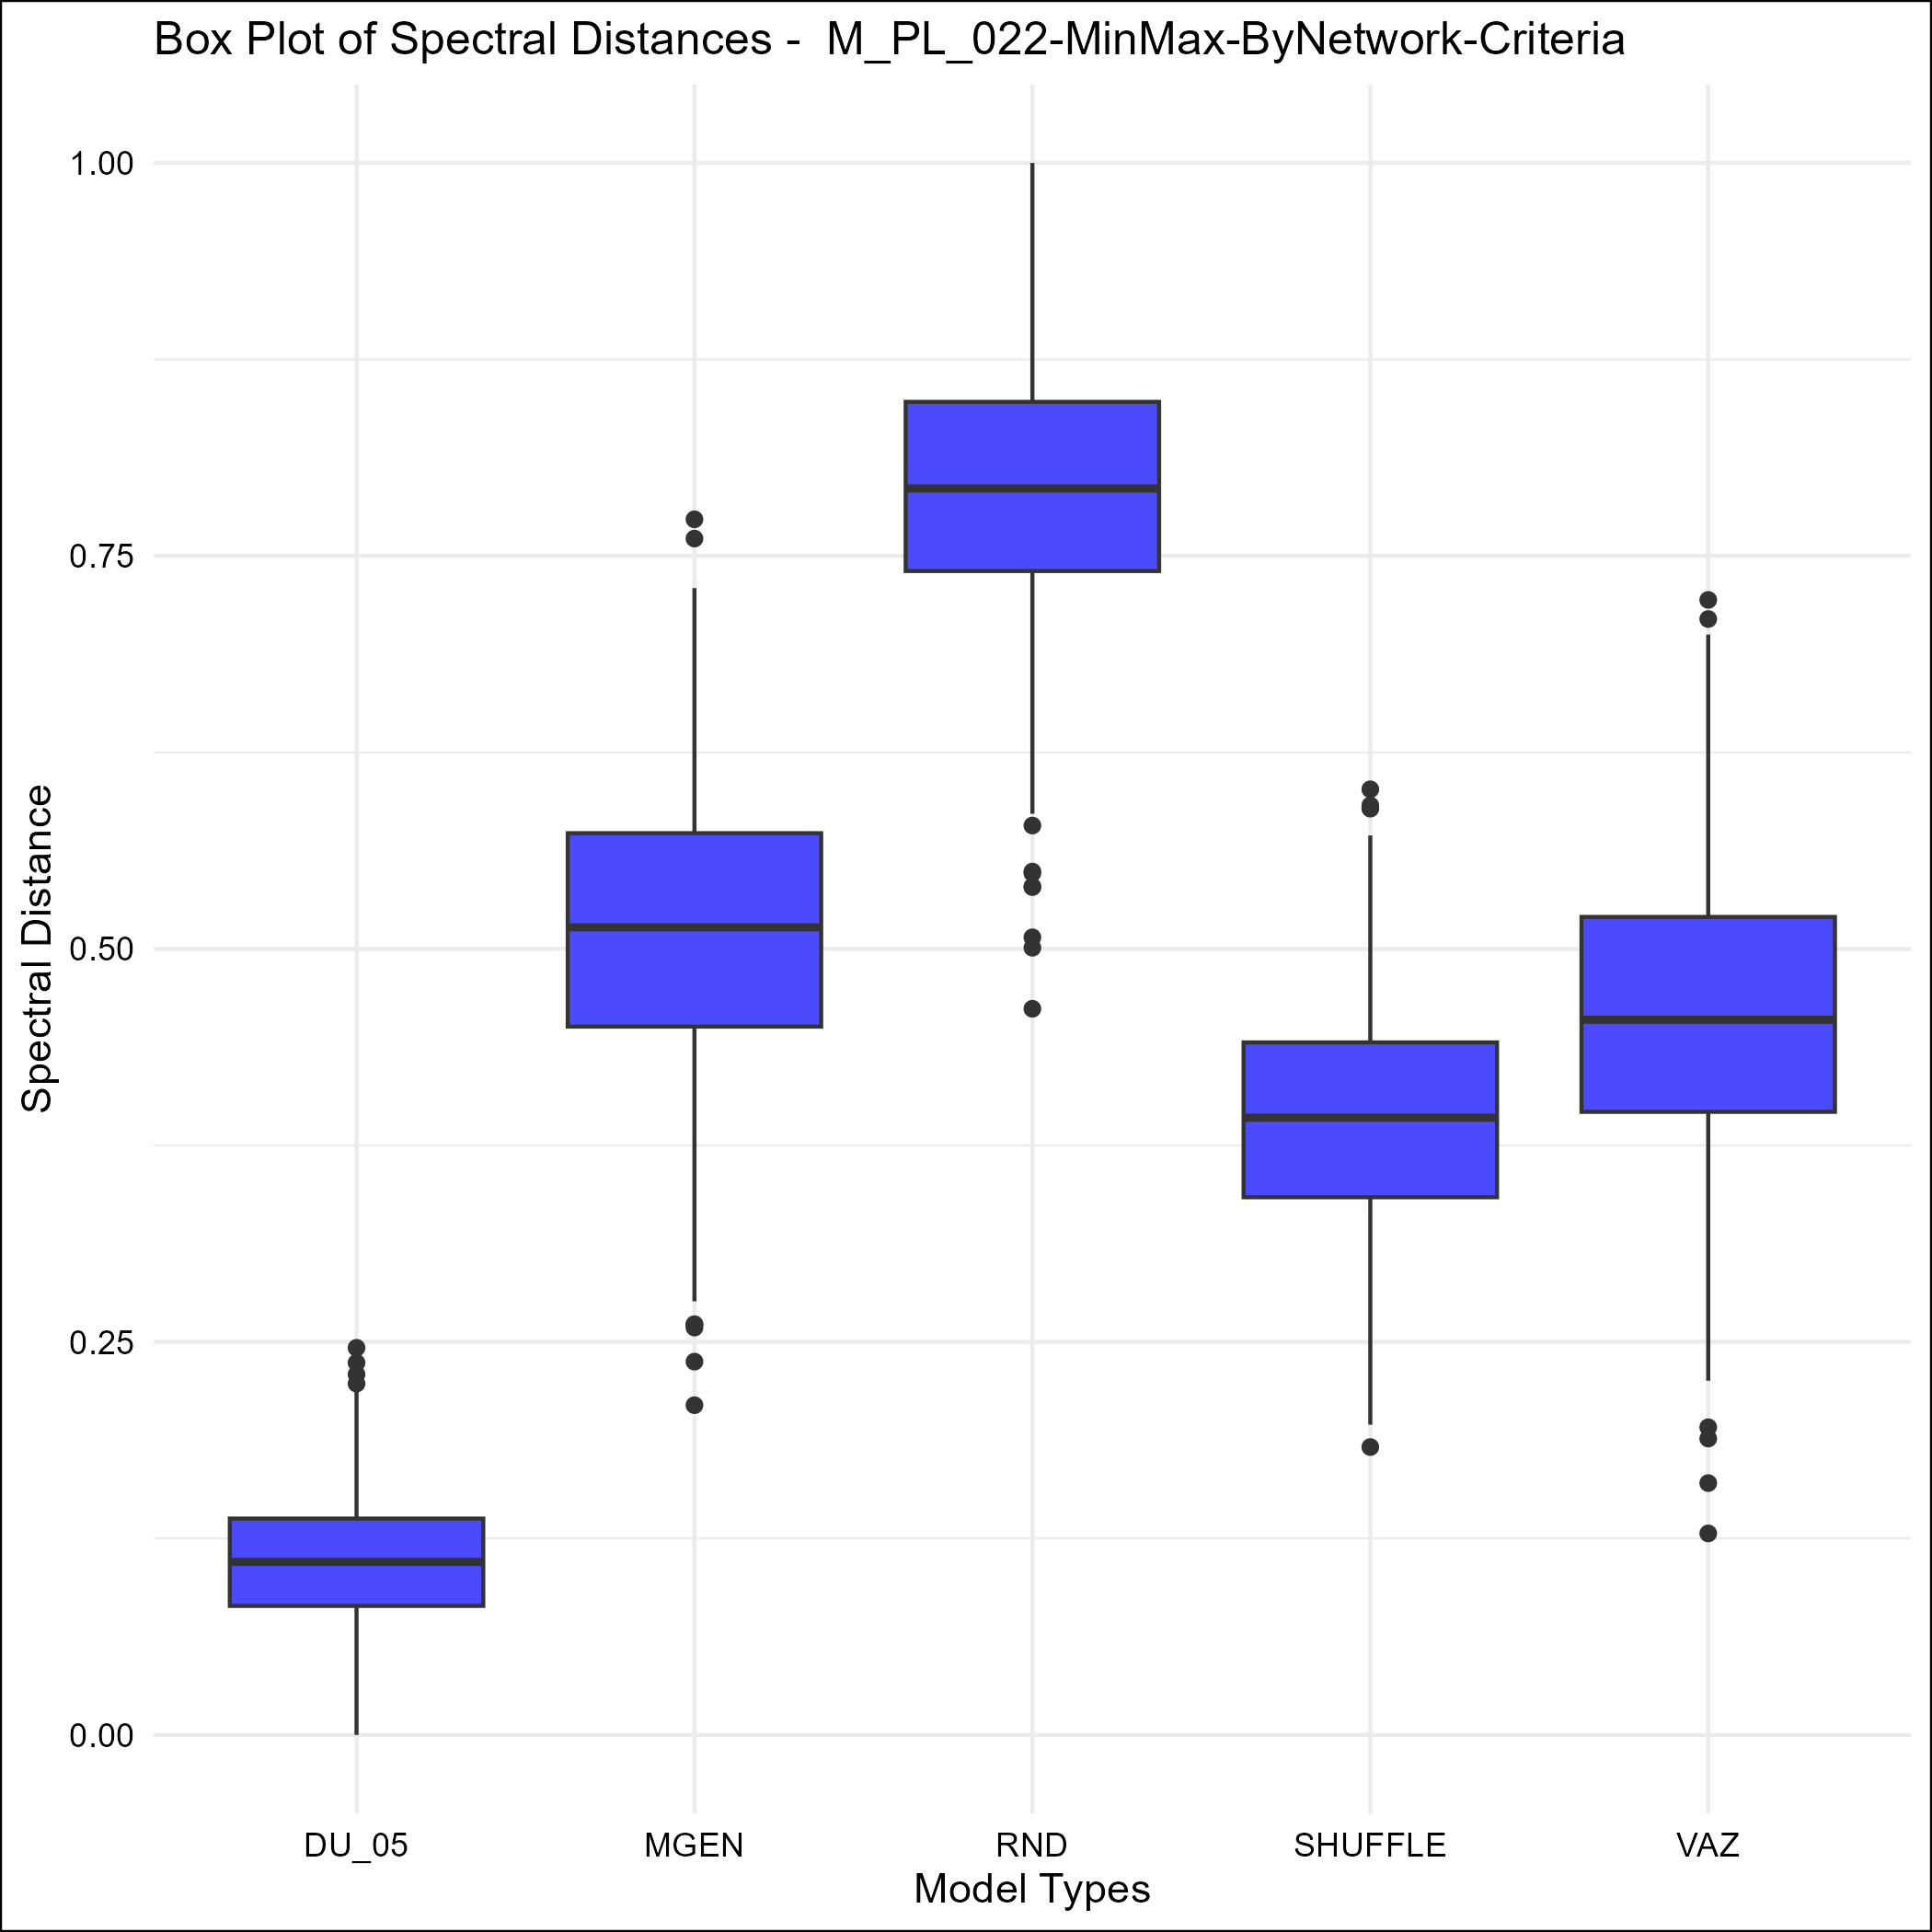 Box Plot of Spectral Distances -  M_PL_022-MinMax-ByNetwork-Criteria
Spectral Distance
1.00
0.75
0.50
0.25
0.00
DU_05 MGEN RND SHUFFLE VAZ
Model Types